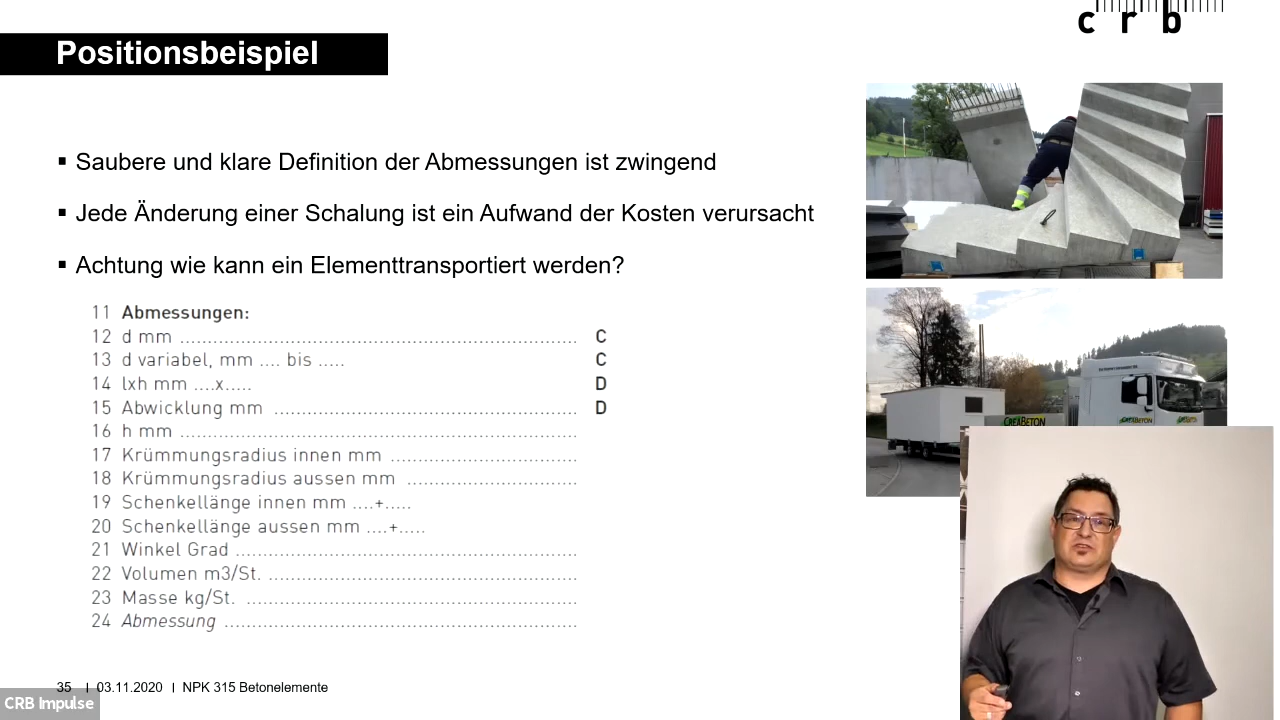 crb
Positionsbeispiel
▪ Saubere und klare Definition der Abmessungen ist zwingend
▪ Jede Änderung einer Schalung ist ein Aufwand der Kosten verursacht
▪ Achtung wie kann ein Elementtransportiert werden?
11 Abmessungen:
12 d mm ........................................................................ C
13 d variabel, mm .... bis ..... C
14 lxh mm ....x..... D
15 Abwicklung mm ....................................................... D
16 h mm ........................................................................
17 Krümmungsradius innen mm ..................................
18 Krümmungsradius aussen mm ...............................
19 Schenkellänge innen mm ....+.....
20 Schenkellänge aussen mm ....+.....
21 Winkel Grad ..............................................................
22 Volumen m3/St. ........................................................
23 Masse kg/St. ............................................................
24 Abmessung ................................................................
CREABETON
CREABETON
35 | 03.11.2020 | NPK 315 Betonelemente
CRB Impulse